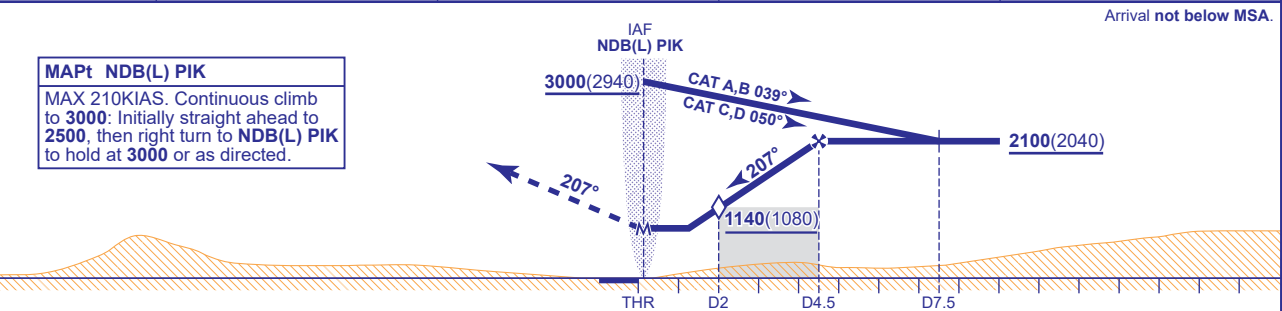 Arrival not below MSA.
IAF
NDB(L) PIK
MAPt NDB(L) PIK
MAX 210KIAS. Continuous climb
to 3000: Initially straight ahead to
2500, then right turn to NDB(L) PIK
to hold at 3000 or as directed.
3000(2940)
CAT A,B 039°
CAT C,D 050°
2100(2040)
207°
207°
1140(1080)
THR
D2
D4.5
D7.5